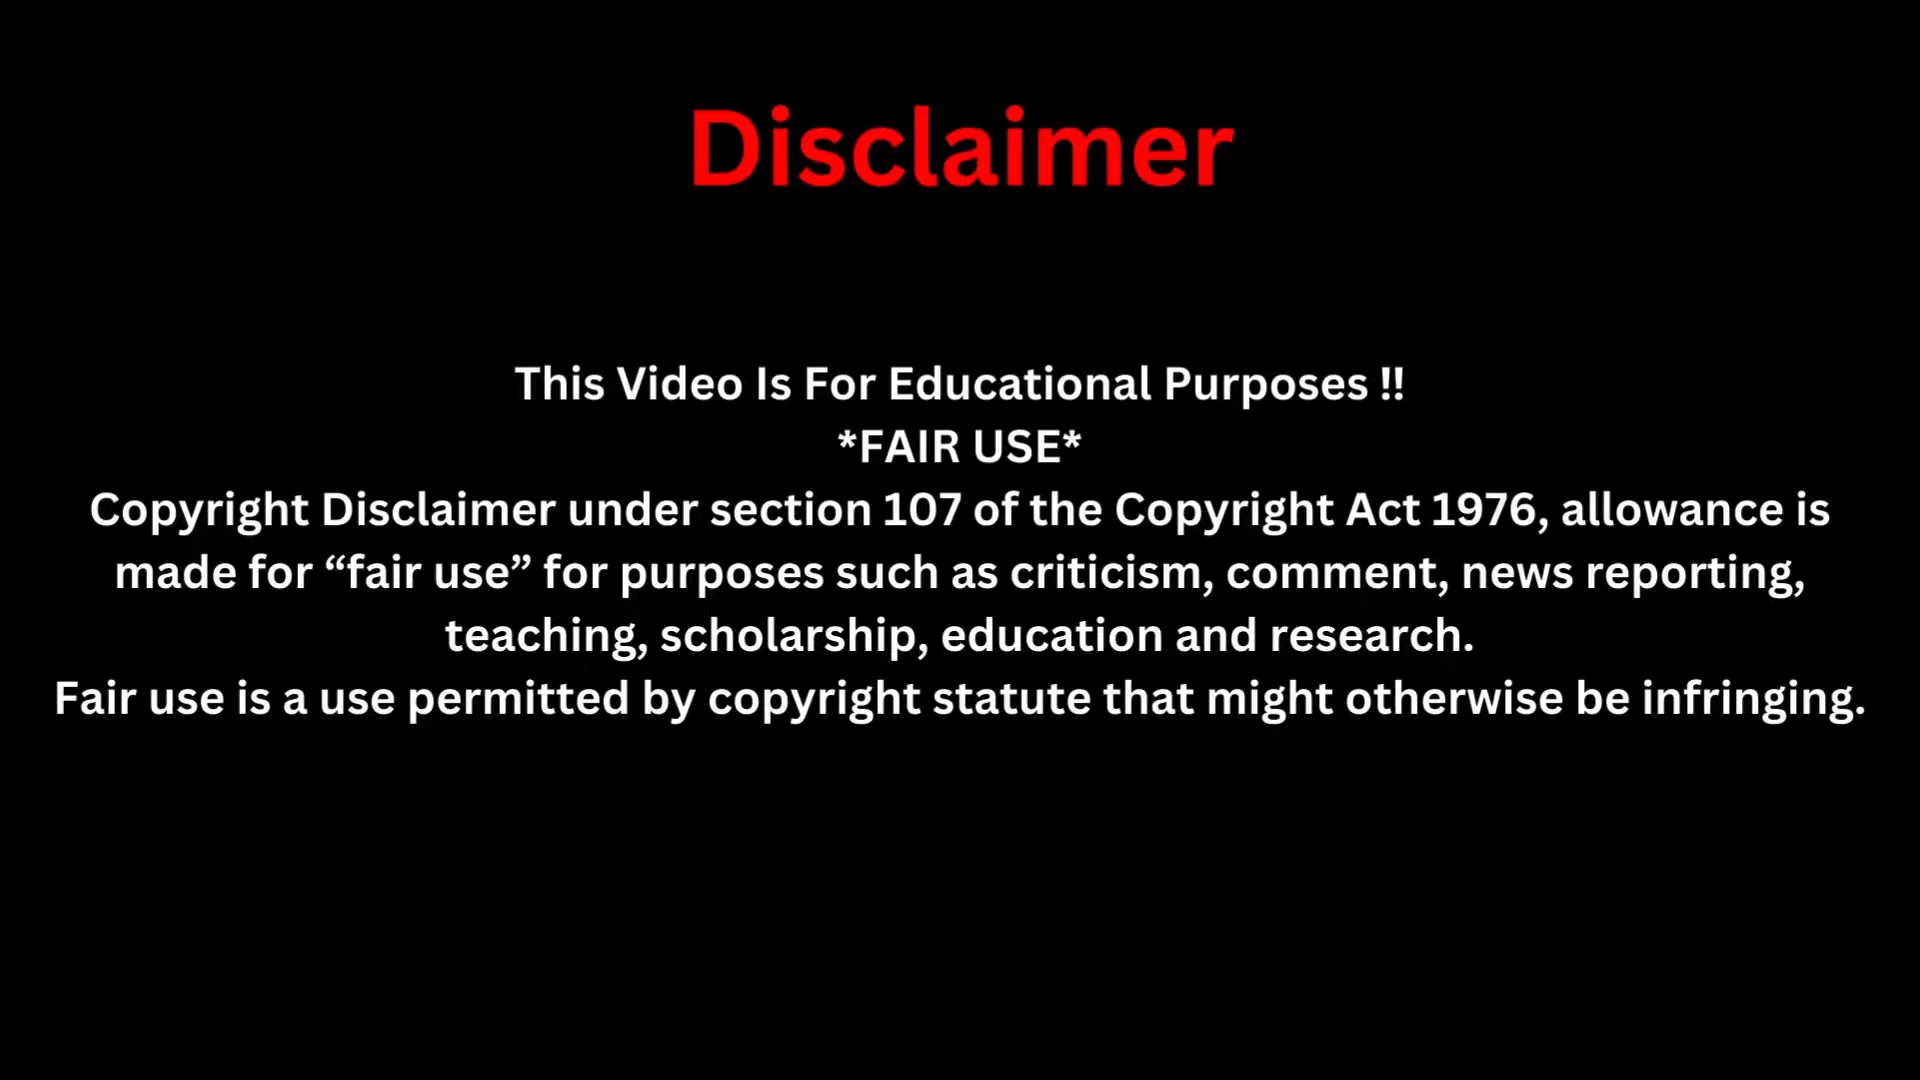 Disclaimer
This Video Is For Educational Purposes !!
*FAIR USE*
Copyright Disclaimer under section 107 of the Copyright Act 1976, allowance is
made for “fair use” for purposes such as criticism, comment, news reporting,
teaching, scholarship, education and research.
Fair use is a use permitted by copyright statute that might otherwise be infringing.